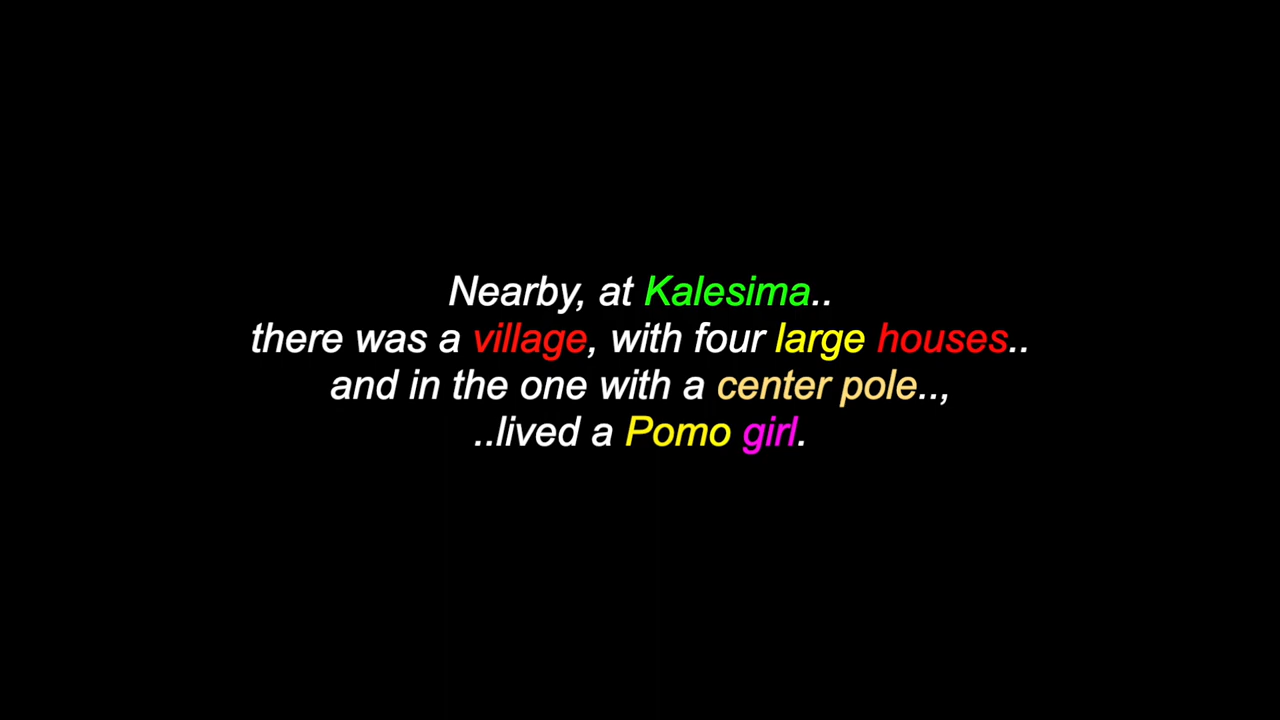 Nearby, at Kalesima..
there was a village, with four large houses..
and in the one with a center pole..,
..lived a Pomo girl.